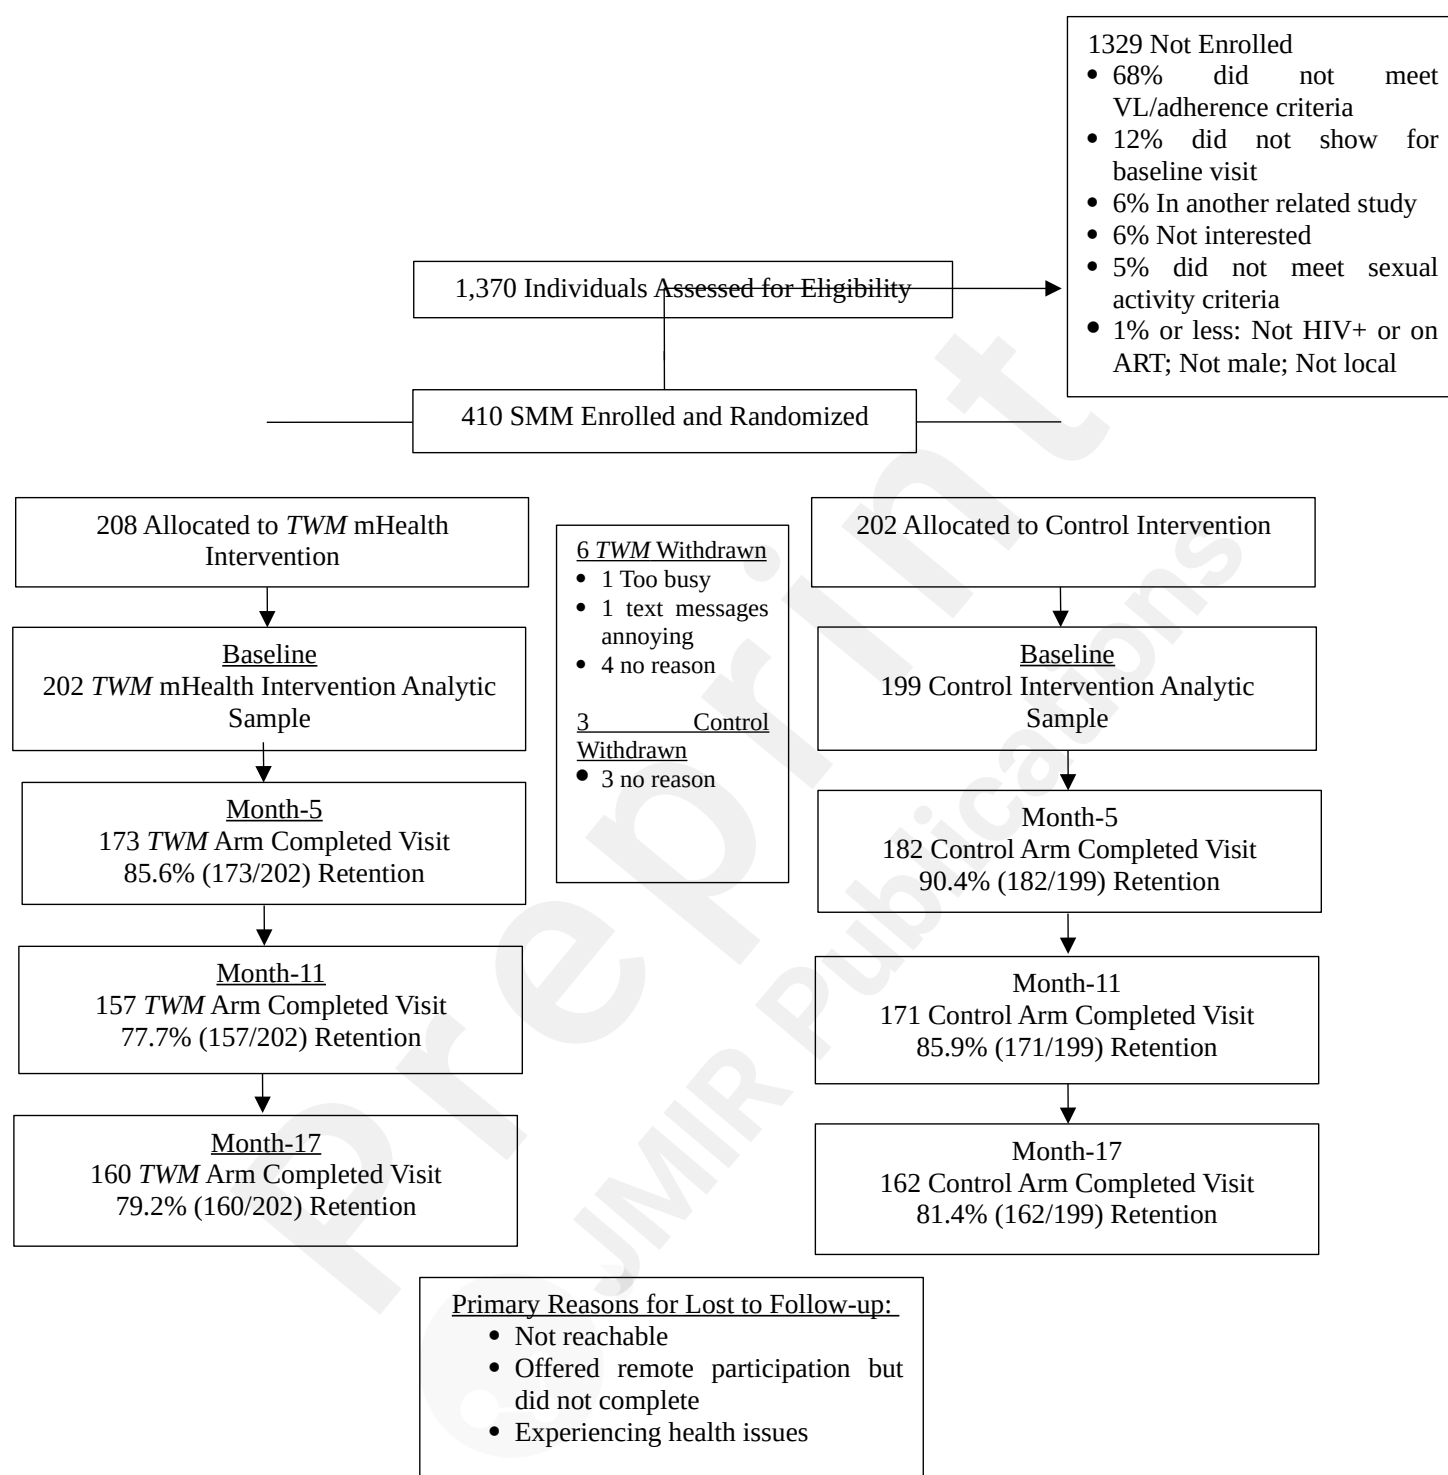 1329 Not Enrolled
• 68% did not meet
VL/adherence criteria
• 12% did not show for
baseline visit
• 6% In another related study
• 6% Not interested
• 5% did not meet sexual
activity criteria
• 1% or less: Not HIV+ or on
ART; Not male; Not local
1,370 Individuals Assessed for Eligibility
410 SMM Enrolled and Randomized
208 Allocated to TWM mHealth
Intervention
202 Allocated to Control Intervention
6 TWM Withdrawn
• 1 Too busy
• 1 text messages
annoying
• 4 no reason
3 Control
Withdrawn
• 3 no reason
Baseline
202 TWM mHealth Intervention Analytic
Sample
Baseline
199 Control Intervention Analytic
Sample
Month-5
173 TWM Arm Completed Visit
85.6% (173/202) Retention
Month-5
182 Control Arm Completed Visit
90.4% (182/199) Retention
Month-11
157 TWM Arm Completed Visit
77.7% (157/202) Retention
Month-11
171 Control Arm Completed Visit
85.9% (171/199) Retention
Month-17
160 TWM Arm Completed Visit
79.2% (160/202) Retention
Month-17
162 Control Arm Completed Visit
81.4% (162/199) Retention
Primary Reasons for Lost to Follow-up:
• Not reachable
• Offered remote participation but
did not complete
• Experiencing health issues
Preprint
JMIR Publications